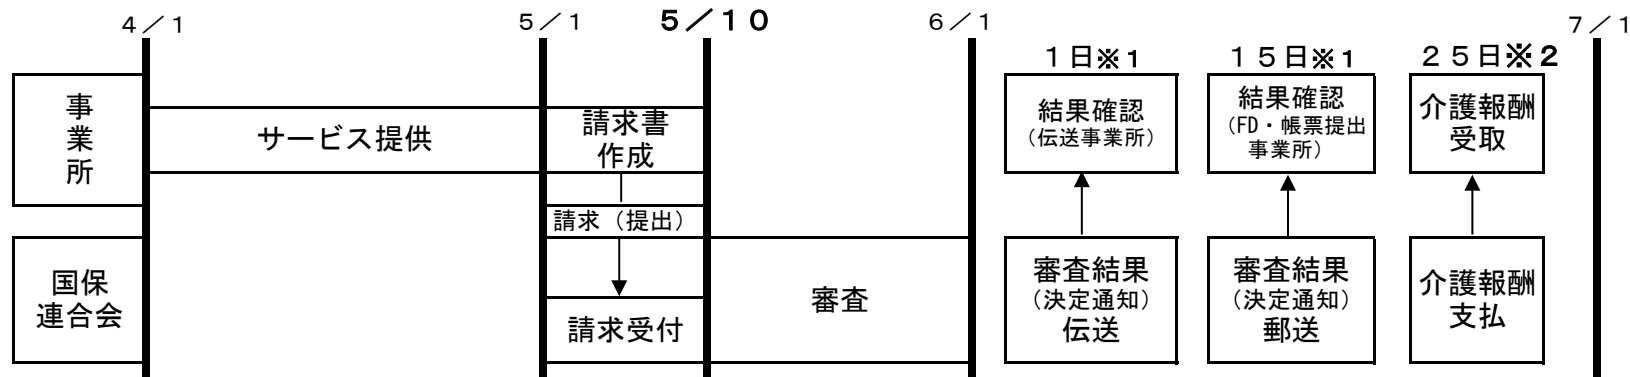 ４／１
５／１
５／１０
６／１
７／１
１日※１
１５日※１
２５日※２
事
業
所
サービス提供
請求書
作成
結果確認
（伝送事業所）
結果確認
（FD・帳票提出
事業所）
介護報酬
受取
請求（提出）
国保
連合会
請求受付
審査
審査結果
（決定通知）
伝送
審査結果
（決定通知）
郵送
介護報酬
支払